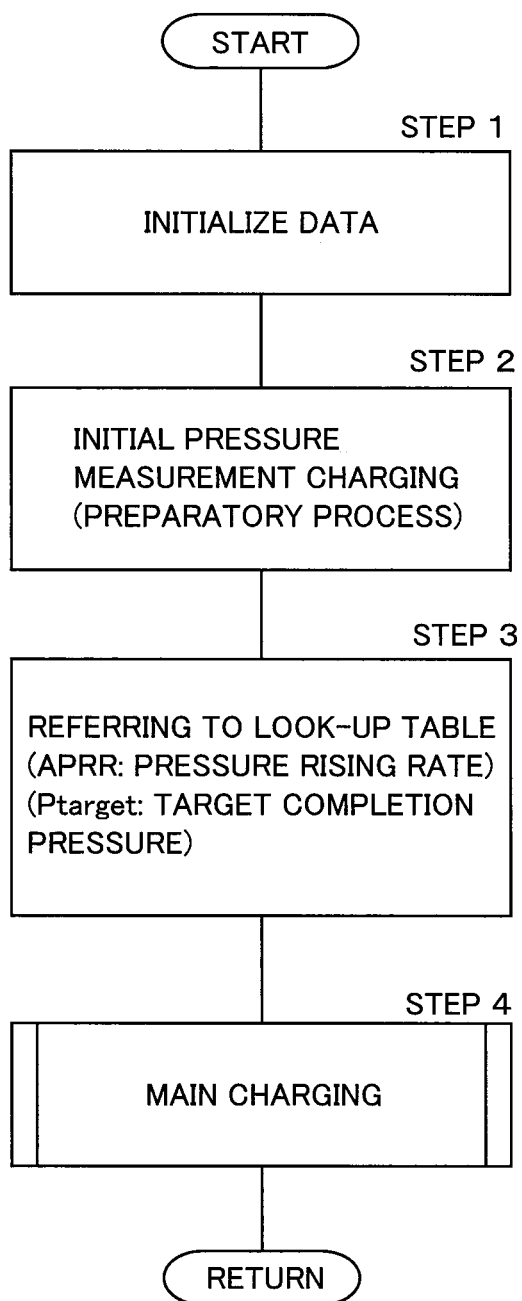 START
STEP 1
INITIALIZE DATA
STEP 2
INITIAL PRESSURE
MEASUREMENT CHARGING
(PREPARATORY PROCESS)
STEP 3
REFERRING TO LOOK-UP TABLE
(APRR: PRESSURE RISING RATE)
(Ptarget: TARGET COMPLETION
PRESSURE)
STEP 4
MAIN CHARGING
RETURN